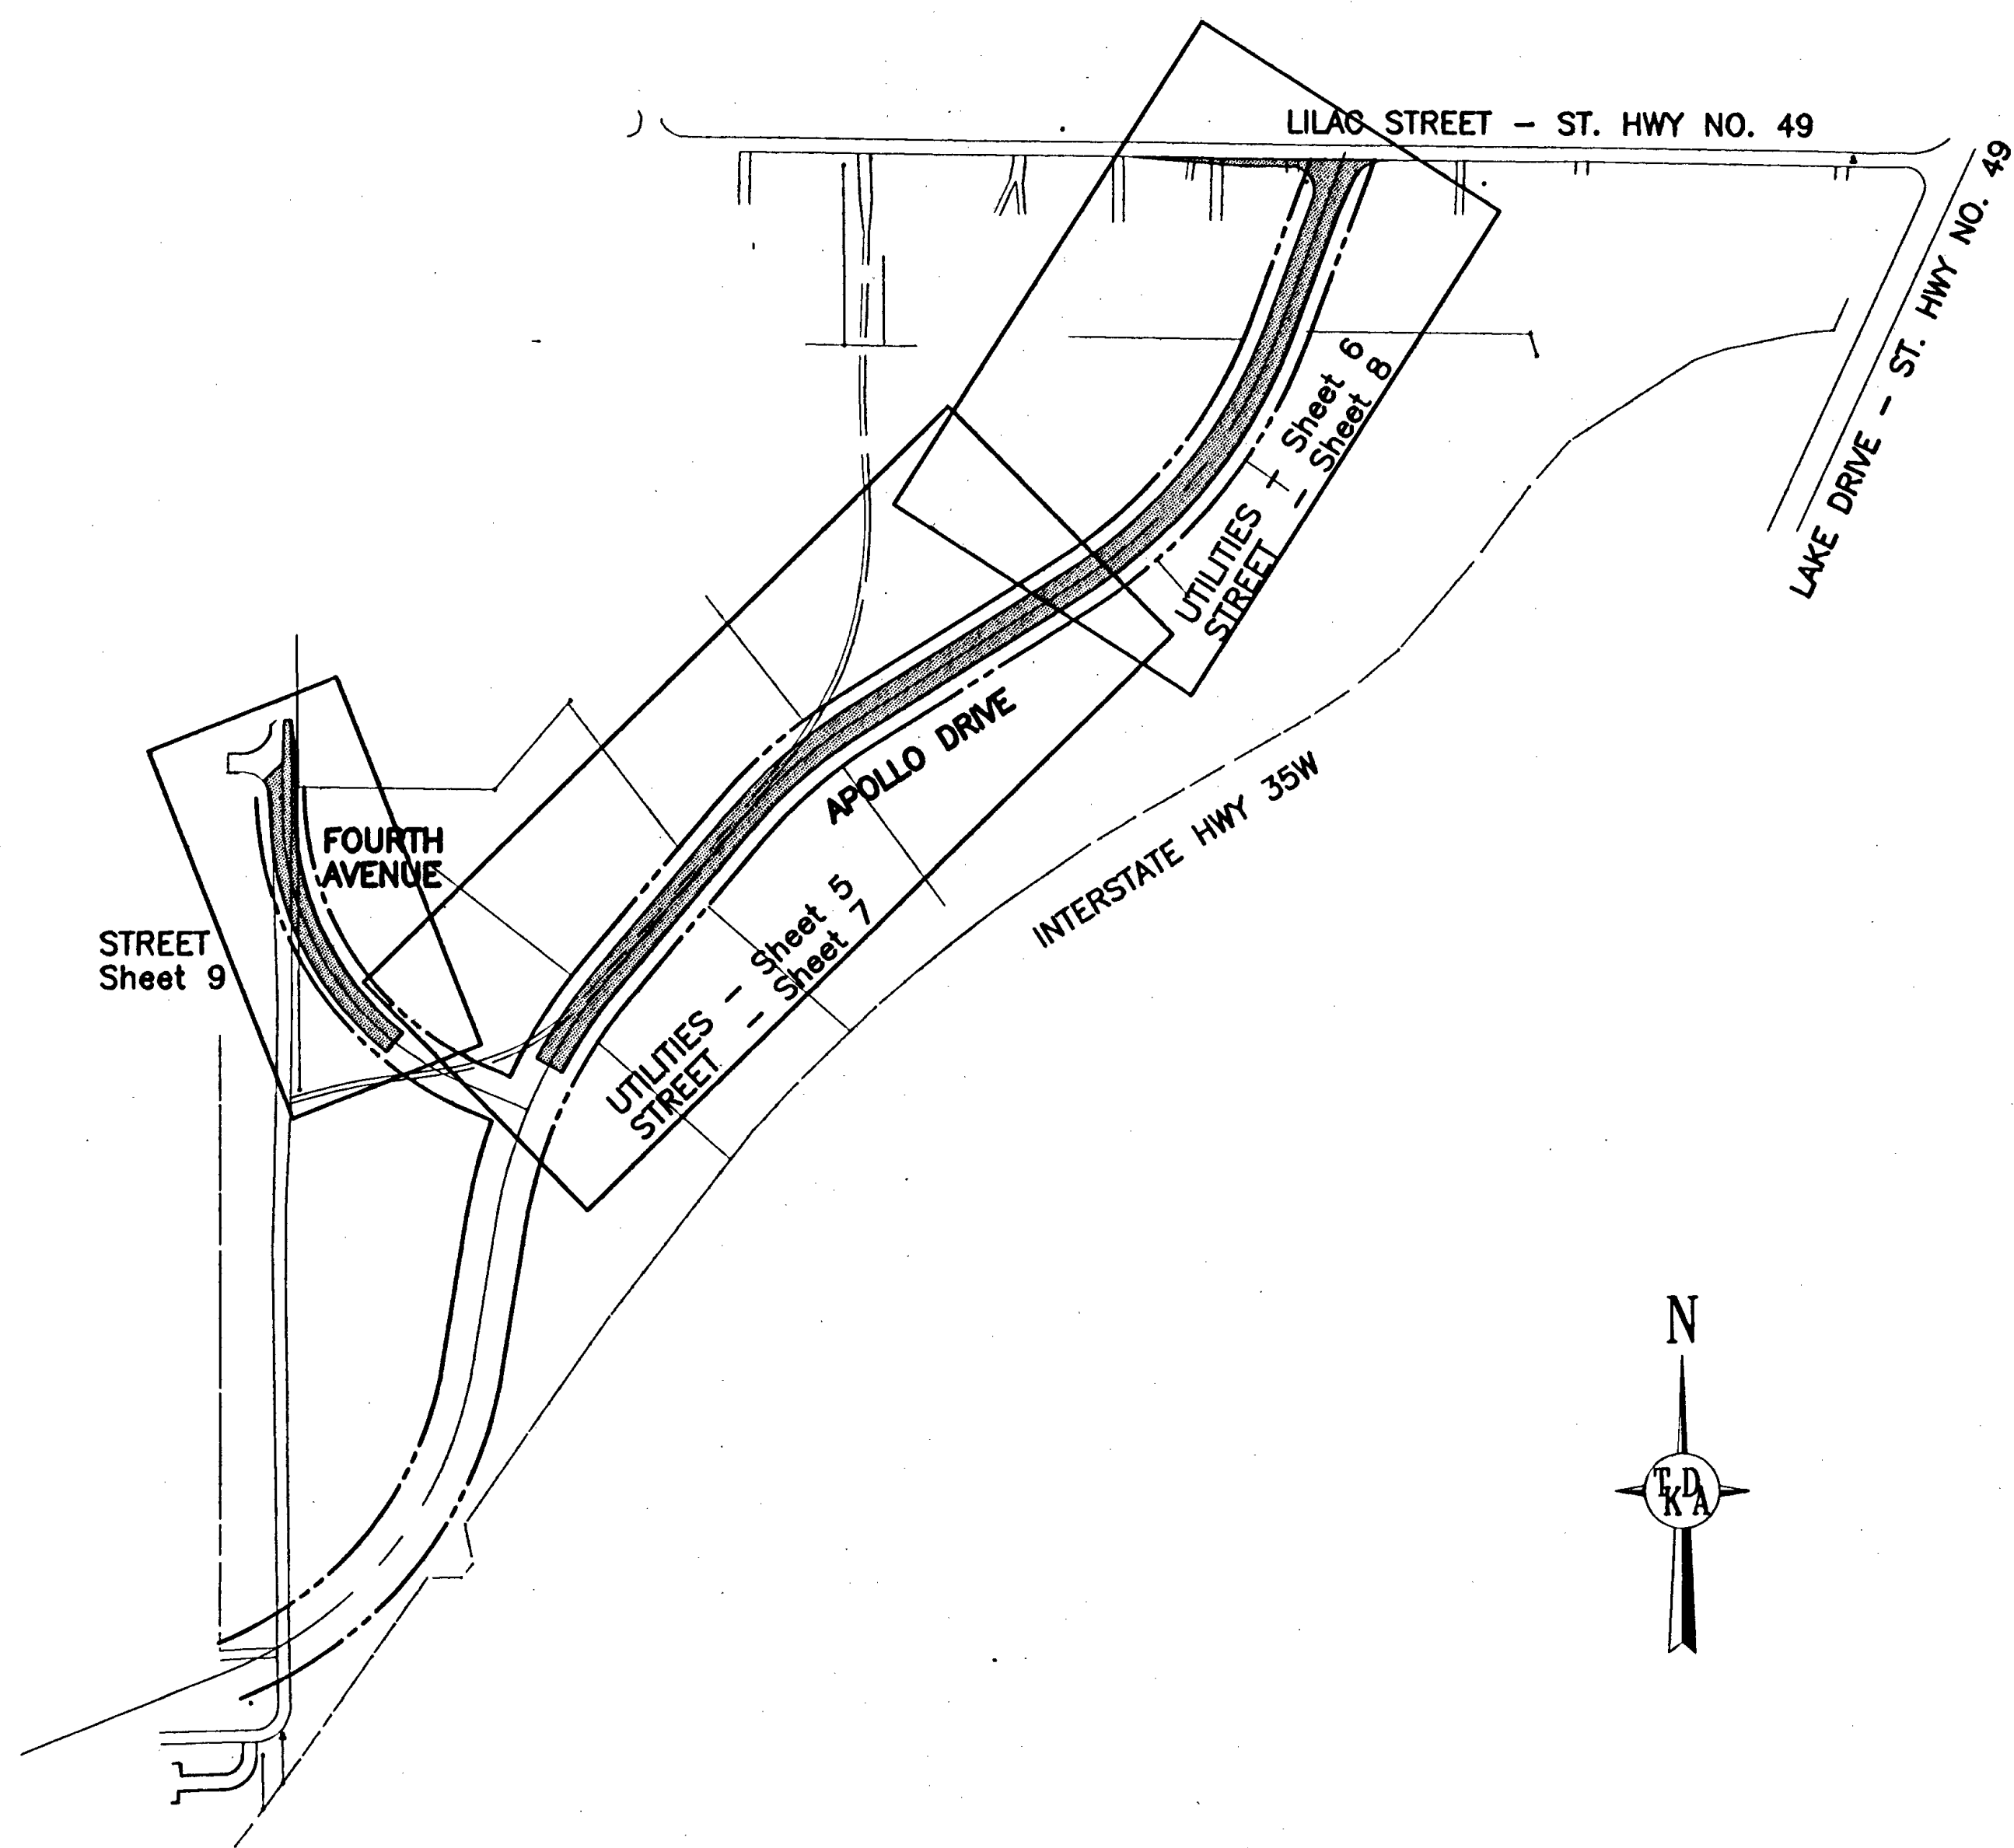 LILAC STREET – ST. HWY NO. 49
LAKE DRIVE – ST. HWY NO. 49
UTILITIES – Sheet 6
STREET – Sheet 8
APOLLO DRIVE
INTERSTATE HWY 35W
FOURTH
AVENUE
STREET
Sheet 9
UTILITIES – Sheet 5
STREET – Sheet 7
N
TKDA